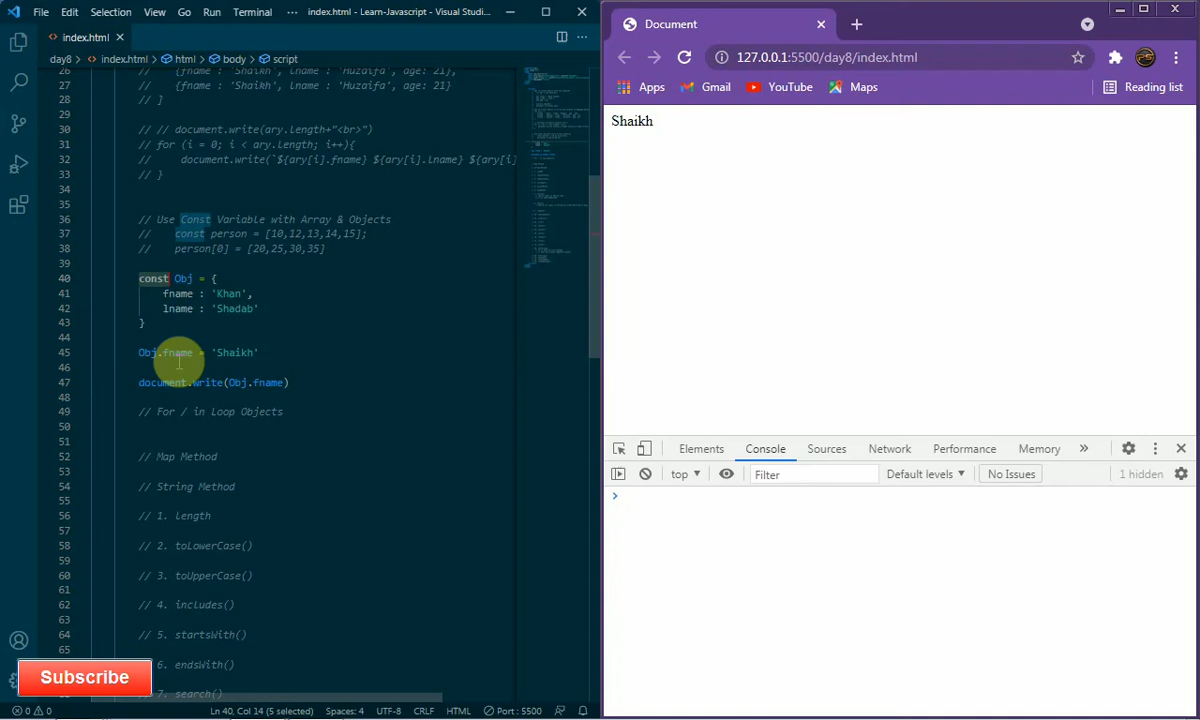 File Edit Selection View Go Run Terminal ··· index.html - Learn-Javascript - Visual Studi...
index.html
day8 > index.html > html > body > script
26 // {fname : 'Shaikh', lname : 'Huzaifa', age: 21},
27 // {fname : 'Shaikh', lname : 'Huzaifa', age: 21}
28 // ]
29
30 // // document.write(ary.length+"<br>")
31 // for (i = 0; i < ary.length; i++){
32 // document.write(`${ary[i].fname} ${ary[i].lname} ${ary[i]
33 // }
34
35
36 // Use Const Variable with Array & Objects
37 // const person = [10,12,13,14,15];
38 // person[0] = [20,25,30,35]
39
40 const Obj = {
41 fname : 'Khan',
42 lname : 'Shadab'
43 }
44
45 Obj.fname = 'Shaikh'
46
47 document.write(Obj.fname)
48
49 // For / in Loop Objects
50
51
52 // Map Method
53
54 // String Method
55
56 // 1. length
57
58 // 2. toLowerCase()
59
60 // 3. toUpperCase()
61
62 // 4. includes()
63
64 // 5. startsWith()
65
// 6. endsWith()
// 7. search()
Subscribe
0 0 Ln 40, Col 14 (5 selected) Spaces: 4 UTF-8 CRLF HTML Port : 5500
Document
127.0.0.1:5500/day8/index.html
Apps Gmail YouTube Maps Reading list
Shaikh
Elements Console Sources Network Performance Memory »
top Filter Default levels No Issues 1 hidden